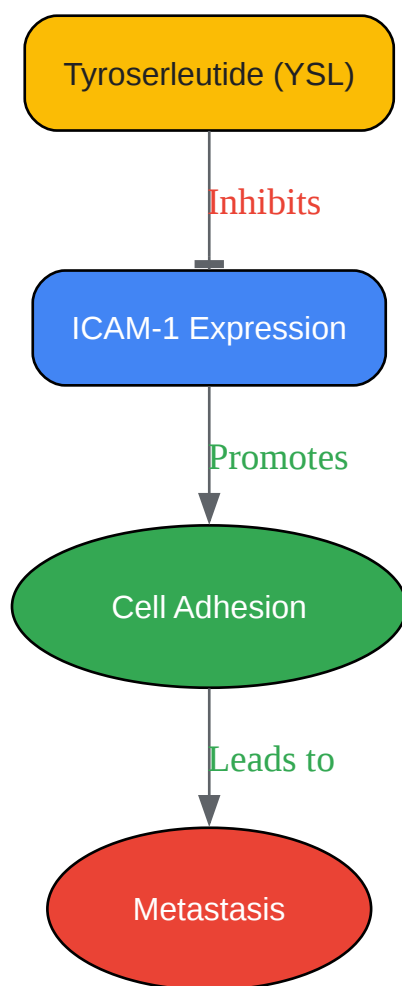 Tyroserleutide (YSL)
Inhibits
ICAM-1 Expression
Promotes
Cell Adhesion
Leads to
Metastasis